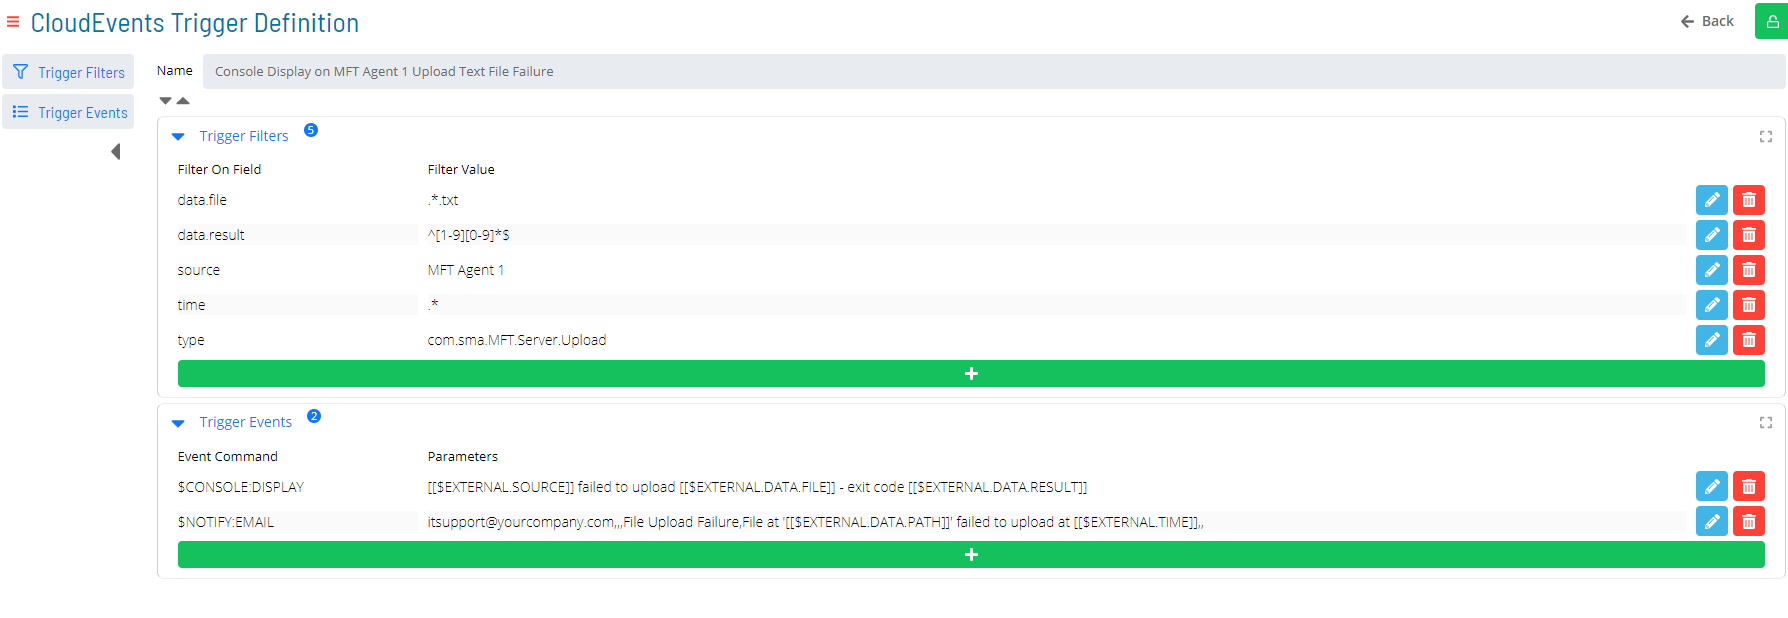 CloudEvents Trigger Definition
Back
Trigger Filters
Trigger Events
Name Console Display on MFT Agent 1 Upload Text File Failure
Trigger Filters 5
Filter On Field Filter Value
data.file .*.txt
data.result ^[1-9][0-9]*$
source MFT Agent 1
time .*
type com.sma.MFT.Server.Upload
+
Trigger Events 2
Event Command Parameters
$CONSOLE:DISPLAY [[$EXTERNAL.SOURCE]] failed to upload [[$EXTERNAL.DATA.FILE]] - exit code [[$EXTERNAL.DATA.RESULT]]
$NOTIFY:EMAIL itsupport@yourcompany.com,,,File Upload Failure,File at '[[$EXTERNAL.DATA.PATH]]' failed to upload at [[$EXTERNAL.TIME]],,
+